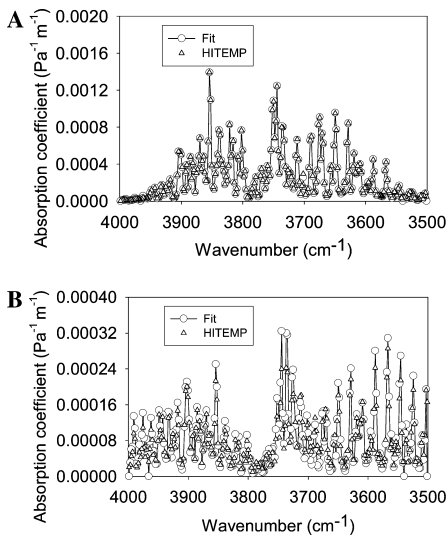 A
Absorption coefficient (Pa-1 m-1)
0.0020
0.0016
0.0012
0.0008
0.0004
0.0000
Fit
HITEMP
4000 3900 3800 3700 3600 3500
Wavenumber (cm-1)
B
Absorption coefficient (Pa-1 m-1)
0.00040
0.00032
0.00024
0.00016
0.00008
0.00000
Fit
HITEMP
4000 3900 3800 3700 3600 3500
Wavenumber (cm-1)